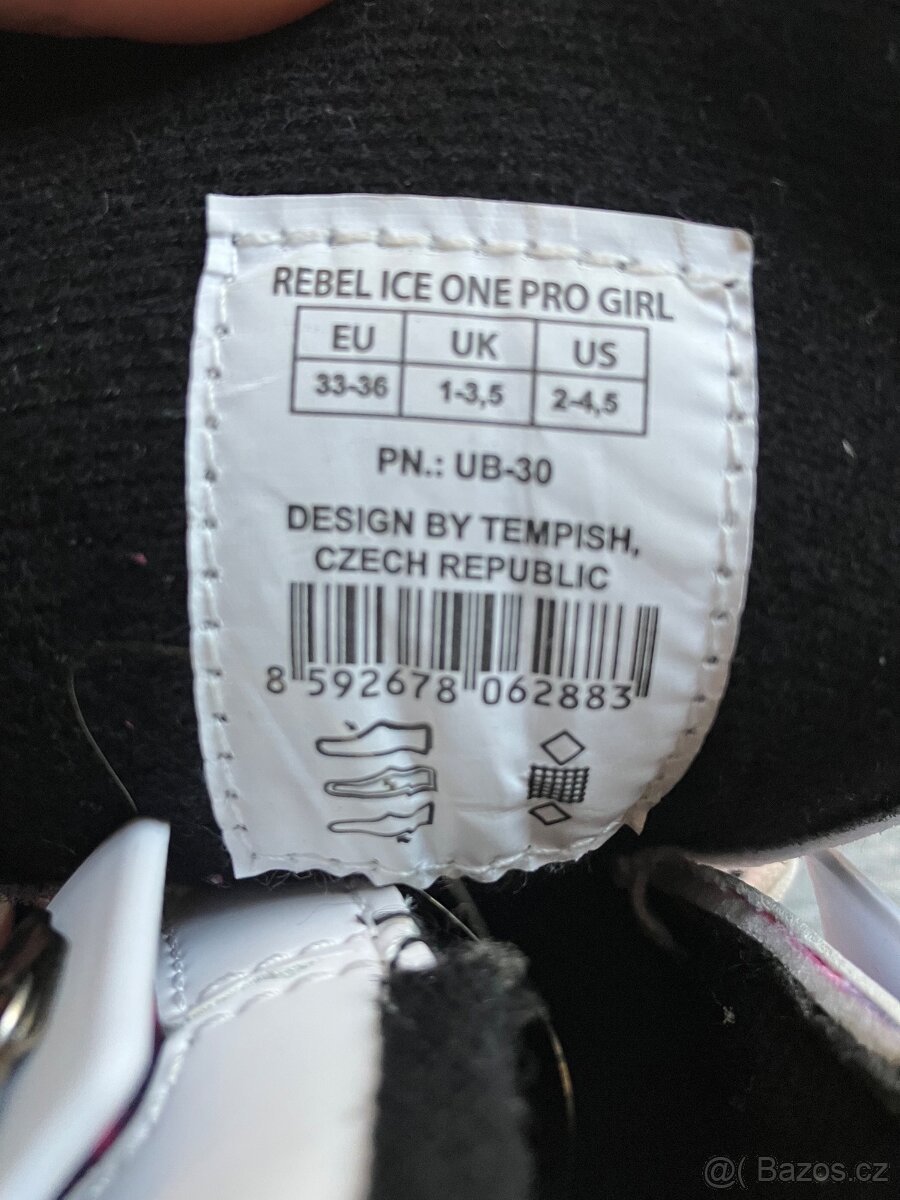 REBEL ICE ONE PRO GIRL
EU UK US
33-36 1-3,5 2-4,5
PN.: UB-30
DESIGN BY TEMPISH,
CZECH REPUBLIC
8 592678 062883
@( Bazos.cz